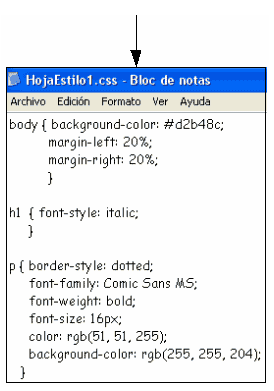 HojaEstilo1.css - Bloc de notas
Archivo Edición Formato Ver Ayuda
body { background-color: #d2b48c;
margin-left: 20%;
margin-right: 20%;
}
h1 { font-style: italic;
}
p { border-style: dotted;
font-family: Comic Sans MS;
font-weight: bold;
font-size: 16px;
color: rgb(51, 51, 255);
background-color: rgb(255, 255, 204);
}